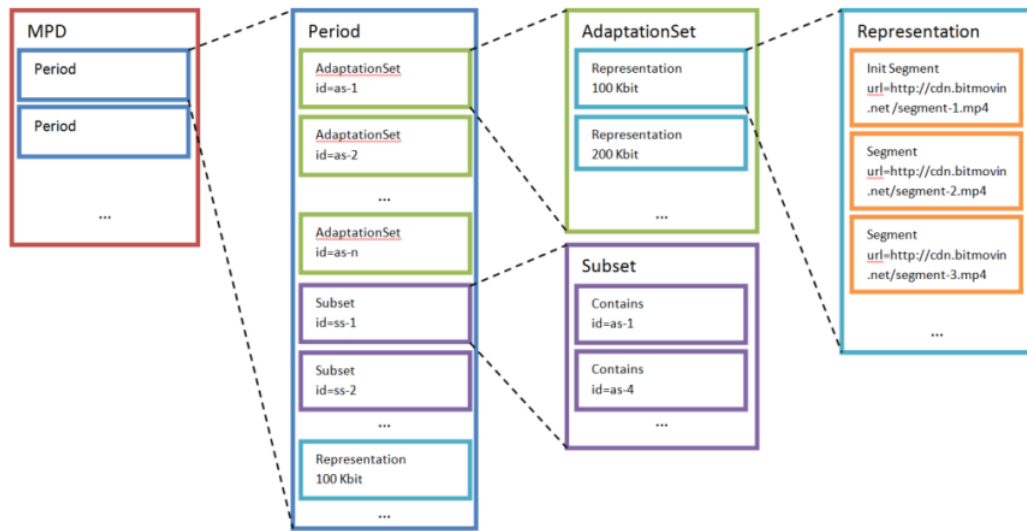 MPD
Period
Period
...
Period
AdaptationSet
id=as-1
AdaptationSet
id=as-2
...
AdaptationSet
id=as-n
Subset
id=ss-1
Subset
id=ss-2
...
Representation
100 Kbit
...
AdaptationSet
Representation
100 Kbit
Representation
200 Kbit
...
Subset
Contains
id=as-1
Contains
id=as-4
...
Representation
Init Segment
url=http://cdn.bitmovin
.net/segment-1.mp4
Segment
url=http://cdn.bitmovin
.net/segment-2.mp4
Segment
url=http://cdn.bitmovin
.net/segment-3.mp4
...